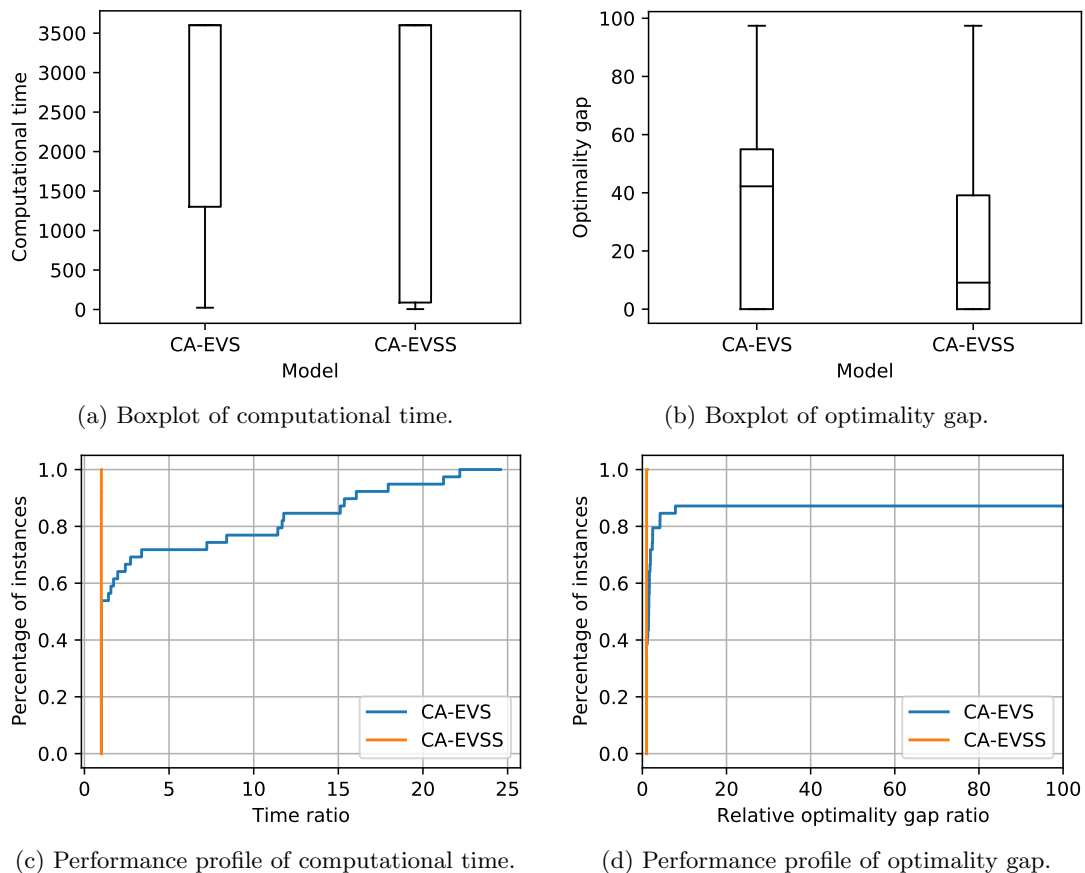 3500
3000
2500
2000
1500
1000
500
0
Computational time
CA-EVS
CA-EVSS
Model
(a) Boxplot of computational time.
100
80
60
40
20
0
Optimality gap
CA-EVS
CA-EVSS
Model
(b) Boxplot of optimality gap.
1.0
0.8
0.6
0.4
0.2
0.0
Percentage of instances
CA-EVS
CA-EVSS
0 5 10 15 20 25
Time ratio
(c) Performance profile of computational time.
1.0
0.8
0.6
0.4
0.2
0.0
Percentage of instances
CA-EVS
CA-EVSS
0 20 40 60 80 100
Relative optimality gap ratio
(d) Performance profile of optimality gap.